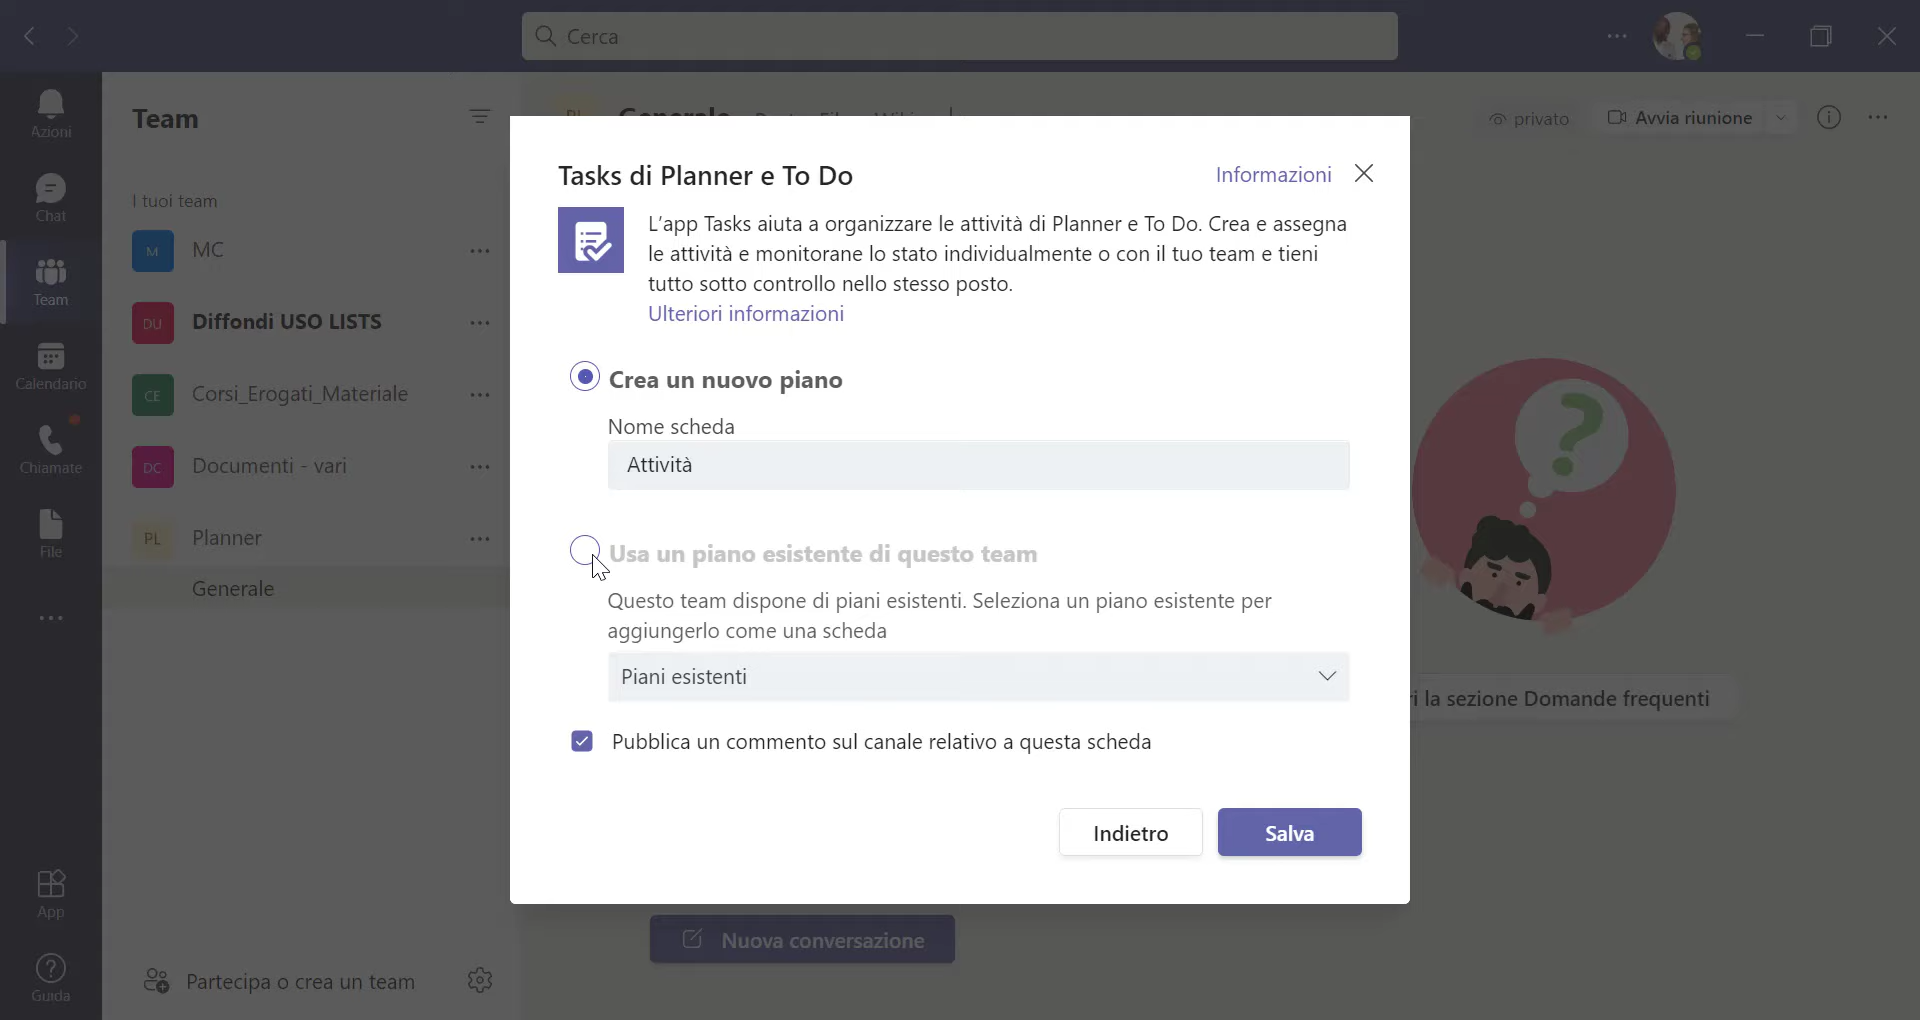 Cerca
Azioni
Chat
Team
Calendario
Chiamate
File
App
Guida
Team
I tuoi team
M MC
DU Diffondi USO LISTS
CE Corsi_Erogati_Materiale
DC Documenti - vari
PL Planner
Generale
Partecipa o crea un team
privato
Avvia riunione
Tasks di Planner e To Do
Informazioni
L'app Tasks aiuta a organizzare le attività di Planner e To Do. Crea e assegna
le attività e monitorane lo stato individualmente o con il tuo team e tieni
tutto sotto controllo nello stesso posto.
Ulteriori informazioni
Crea un nuovo piano
Nome scheda
Attività
Usa un piano esistente di questo team
Questo team dispone di piani esistenti. Seleziona un piano esistente per
aggiungerlo come una scheda
Piani esistenti
Pubblica un commento sul canale relativo a questa scheda
Indietro
Salva
la sezione Domande frequenti
Nuova conversazione